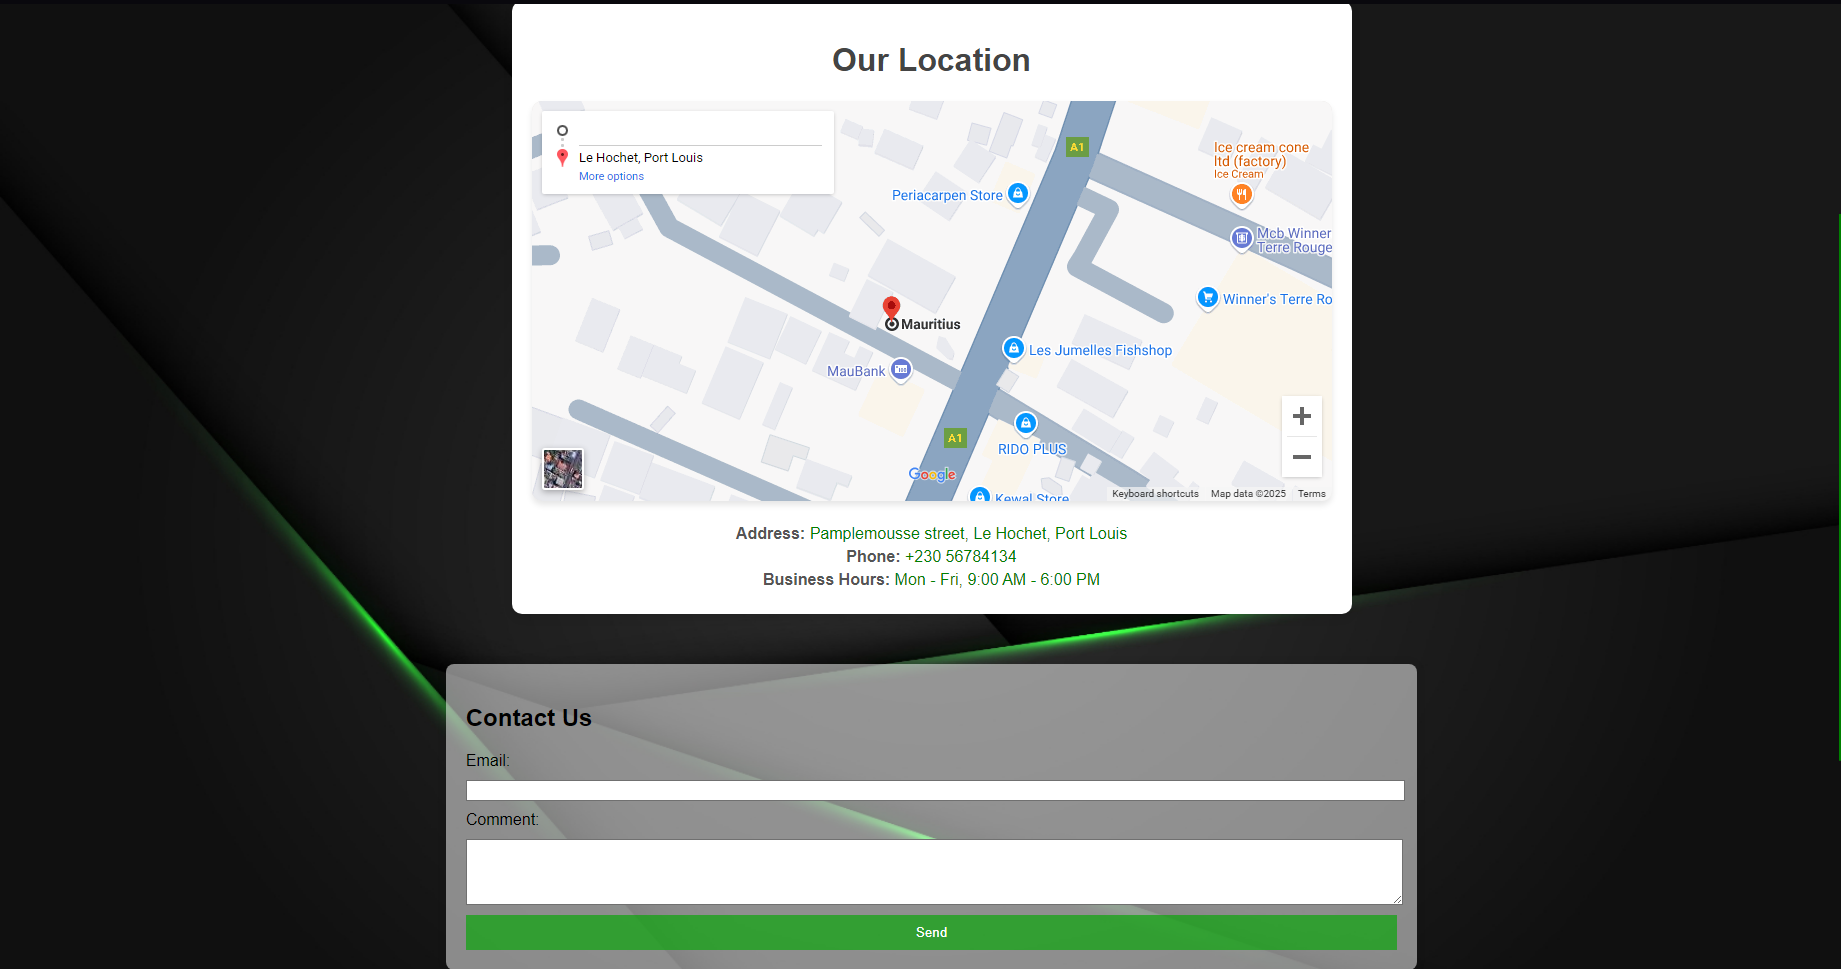 Our Location
Le Hochet, Port Louis
More options
A1
Ice cream cone
ltd (factory)
Ice Cream
Periacarpen Store
Mcb Winner
Terre Rouge
Winner's Terre Ro
Mauritius
Les Jumelles Fishshop
MauBank
A1
RIDO PLUS
Google
Kewal Store
Keyboard shortcuts Map data ©2025 Terms
Address: Pamplemousse street, Le Hochet, Port Louis
Phone: +230 56784134
Business Hours: Mon - Fri, 9:00 AM - 6:00 PM
Contact Us
Email:
Comment:
Send